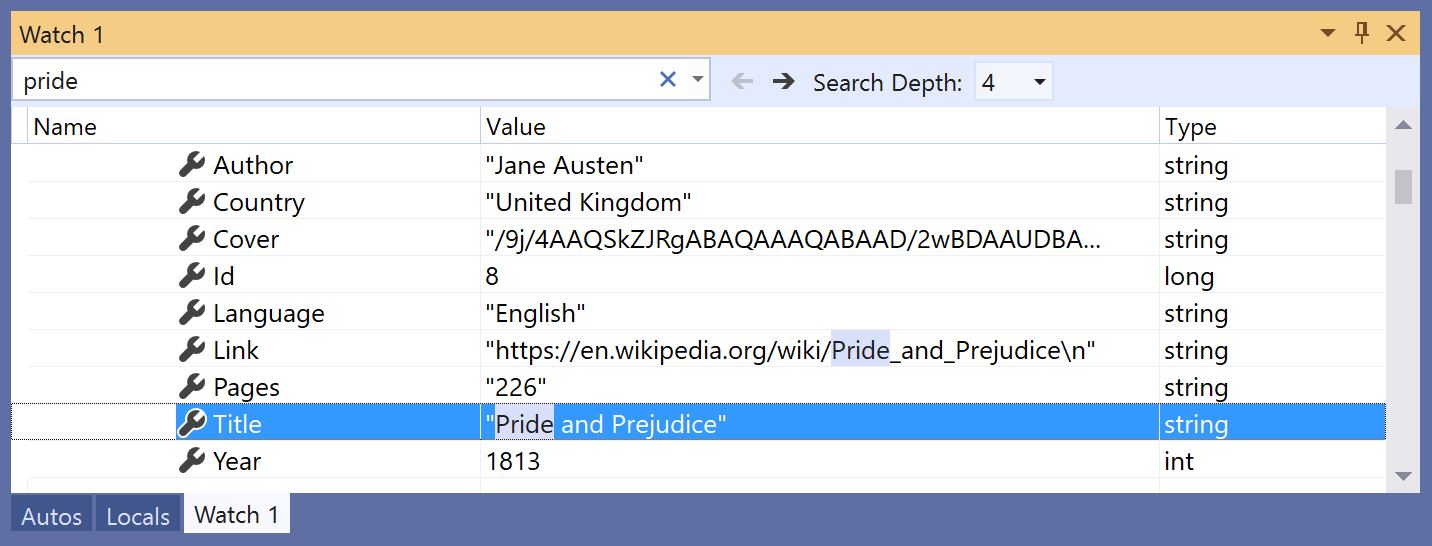 Watch 1
pride Search Depth: 4
Name Value Type
Author "Jane Austen" string
Country "United Kingdom" string
Cover "/9j/4AAQSkZJRgABAQAAAQABAAD/2wBDAAUDBA... string
Id 8 long
Language "English" string
Link "https://en.wikipedia.org/wiki/Pride_and_Prejudice\n" string
Pages "226" string
Title "Pride and Prejudice" string
Year 1813 int
Autos Locals Watch 1